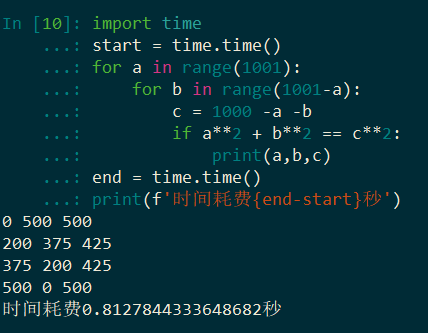 In [10]: import time
    ...: start = time.time()
    ...: for a in range(1001):
    ...:     for b in range(1001-a):
    ...:         c = 1000 -a -b
    ...:         if a**2 + b**2 == c**2:
    ...:             print(a,b,c)
    ...: end = time.time()
    ...: print(f'时间耗费{end-start}秒')
0 500 500
200 375 425
375 200 425
500 0 500
时间耗费0.8127844333648682秒